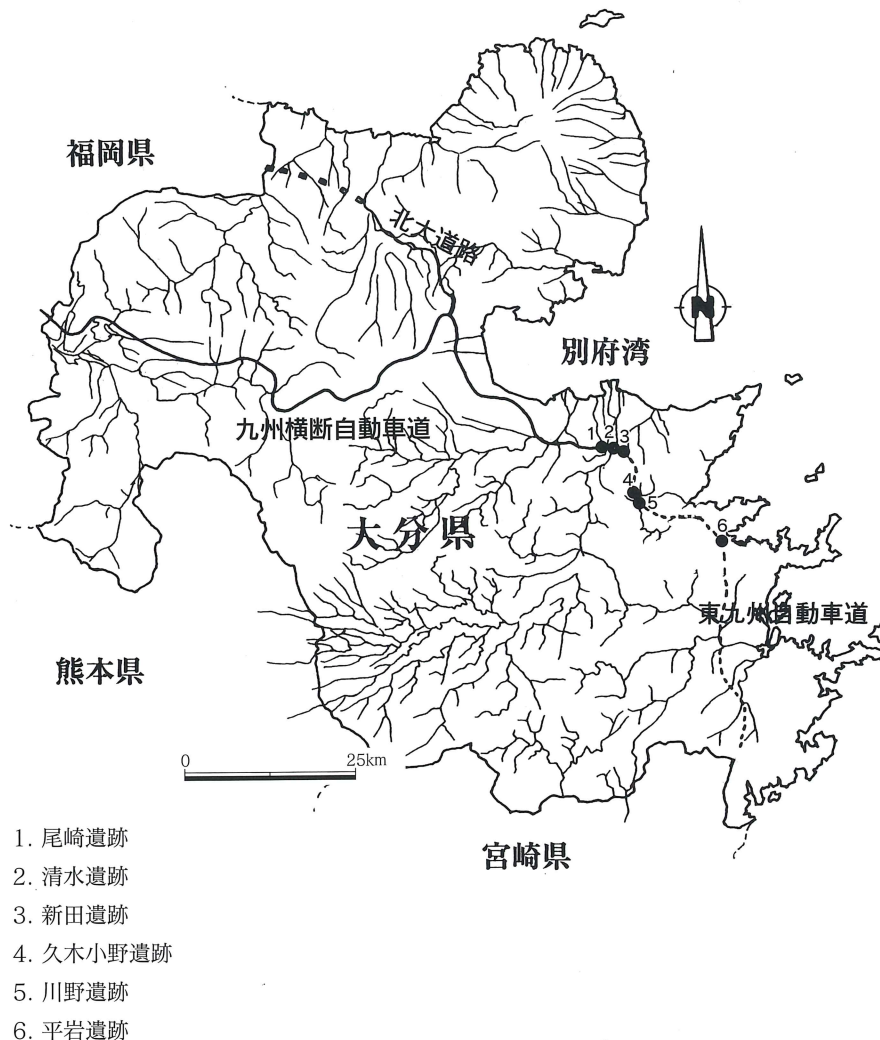 福岡県
北大道路
N
別府湾
九州横断自動車道
1 2 3
4
5
大分県
6
東九州自動車道
熊本県
0 25km
宮崎県
1. 尾崎遺跡
2. 清水遺跡
3. 新田遺跡
4. 久木小野遺跡
5. 川野遺跡
6. 平岩遺跡